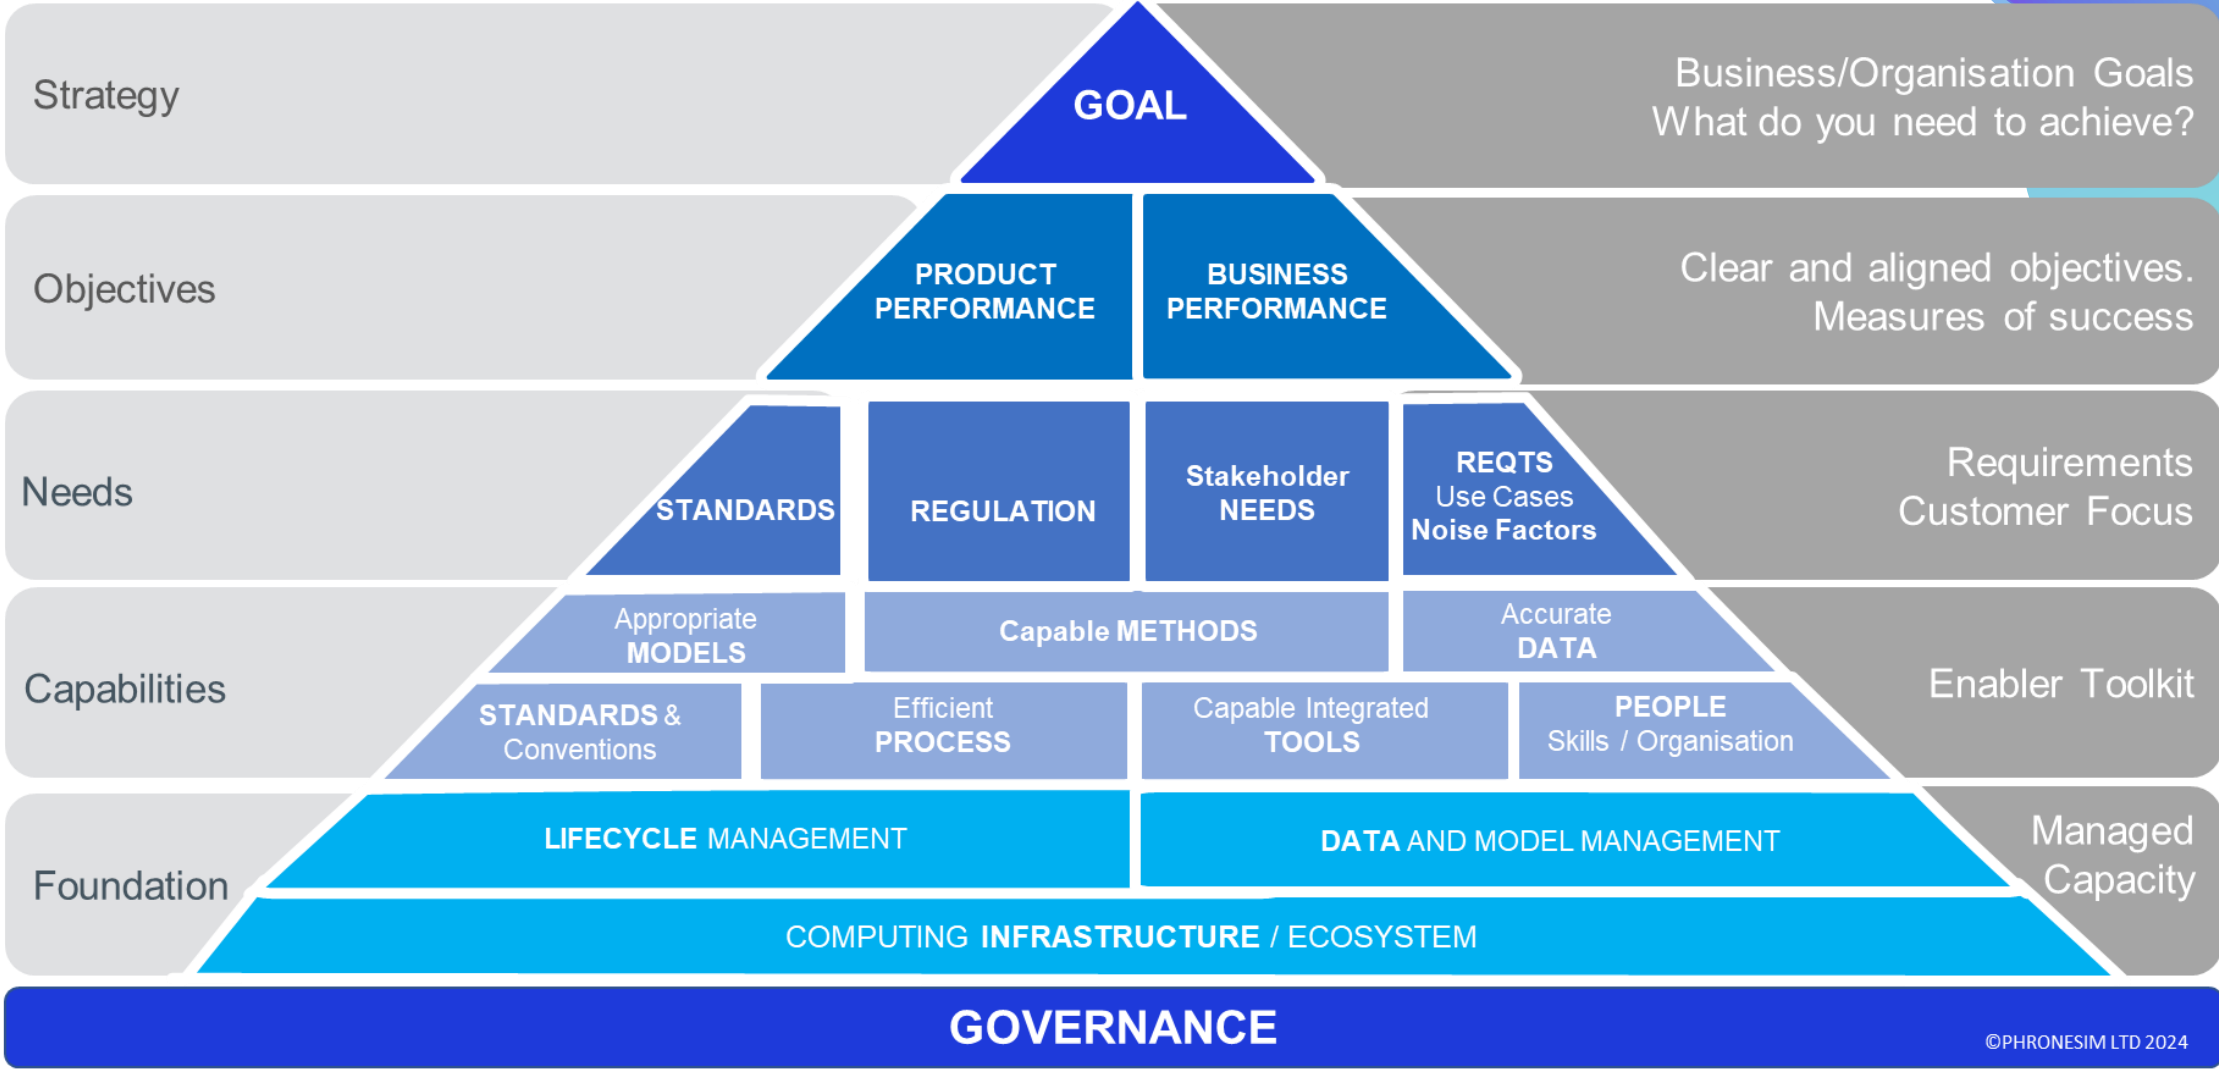 Strategy
GOAL
Business/Organisation Goals
What do you need to achieve?
Objectives
PRODUCT
PERFORMANCE
BUSINESS
PERFORMANCE
Clear and aligned objectives.
Measures of success
Needs
STANDARDS
REGULATION
Stakeholder
NEEDS
REQTS
Use Cases
Noise Factors
Requirements
Customer Focus
Capabilities
Appropriate
MODELS
Capable METHODS
Accurate
DATA
STANDARDS &
Conventions
Efficient
PROCESS
Capable Integrated
TOOLS
PEOPLE
Skills / Organisation
Enabler Toolkit
Foundation
LIFECYCLE MANAGEMENT
DATA AND MODEL MANAGEMENT
COMPUTING INFRASTRUCTURE / ECOSYSTEM
Managed
Capacity
GOVERNANCE
©PHRONESIM LTD 2024